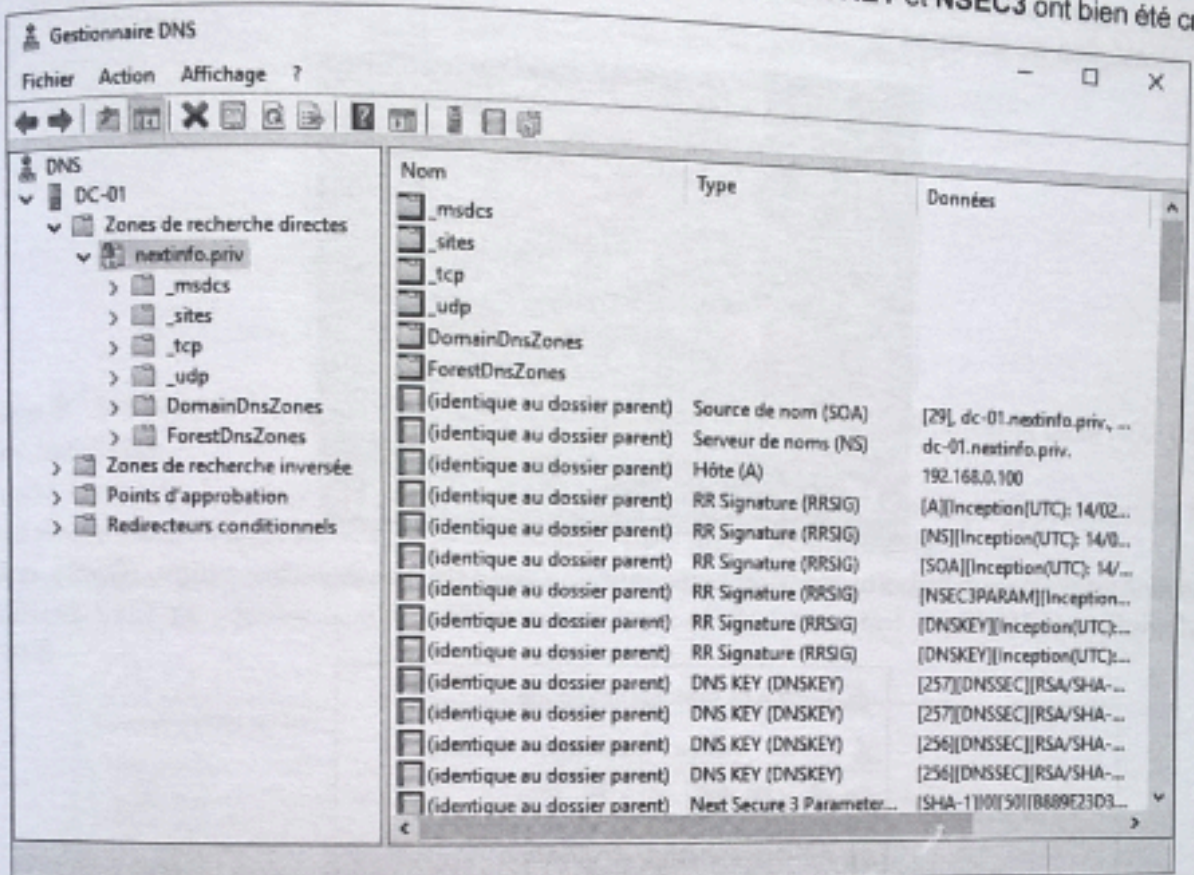 et NSEC3 ont bien été
Gestionnaire DNS
Fichier Action Affichage ?
DNS
DC-01
Zones de recherche directes
nextinfo.priv
_msdcs
_sites
_tcp
_udp
DomainDnsZones
ForestDnsZones
Zones de recherche inversée
Points d'approbation
Redirecteurs conditionnels
Nom Type Données
_msdcs
_sites
_tcp
_udp
DomainDnsZones
ForestDnsZones
(identique au dossier parent) Source de nom (SOA) [29], dc-01.nextinfo.priv., ...
(identique au dossier parent) Serveur de noms (NS) dc-01.nextinfo.priv.
(identique au dossier parent) Hôte (A) 192.168.0.100
(identique au dossier parent) RR Signature (RRSIG) [A][Inception(UTC): 14/02...
(identique au dossier parent) RR Signature (RRSIG) [NS][Inception(UTC): 14/0...
(identique au dossier parent) RR Signature (RRSIG) [SOA][Inception(UTC): 14/...
(identique au dossier parent) RR Signature (RRSIG) [NSEC3PARAM][Inception...
(identique au dossier parent) RR Signature (RRSIG) [DNSKEY][Inception(UTC):...
(identique au dossier parent) RR Signature (RRSIG) [DNSKEY][Inception(UTC):...
(identique au dossier parent) DNS KEY (DNSKEY) [257][DNSSEC][RSA/SHA-...
(identique au dossier parent) DNS KEY (DNSKEY) [257][DNSSEC][RSA/SHA-...
(identique au dossier parent) DNS KEY (DNSKEY) [256][DNSSEC][RSA/SHA-...
(identique au dossier parent) DNS KEY (DNSKEY) [256][DNSSEC][RSA/SHA-...
(identique au dossier parent) Next Secure 3 Parameter... [SHA-1][0][50][B889E23D3...